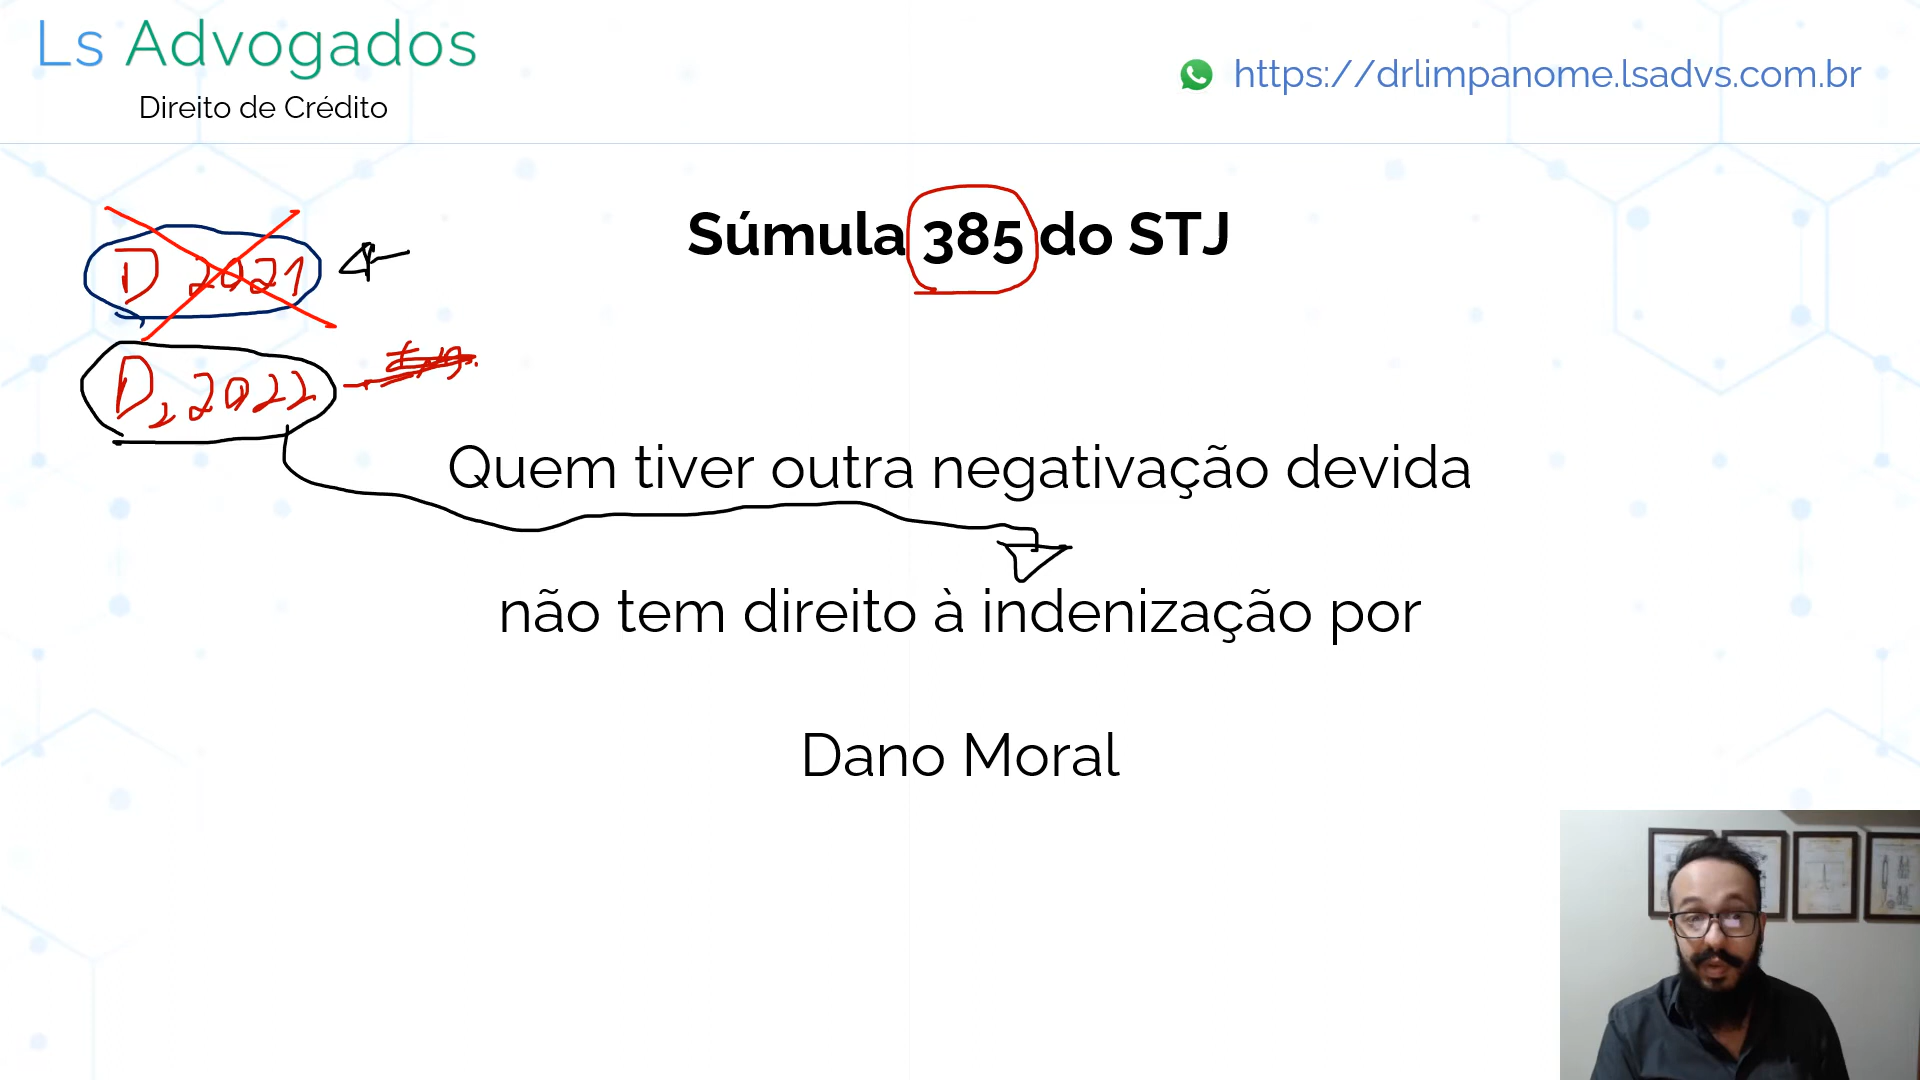 Ls Advogados
Direito de Crédito
https://drlimpanome.lsadvs.com.br
Súmula 385 do STJ
D 2021
D2 2022
Quem tiver outra negativação devida
não tem direito à indenização por
Dano Moral